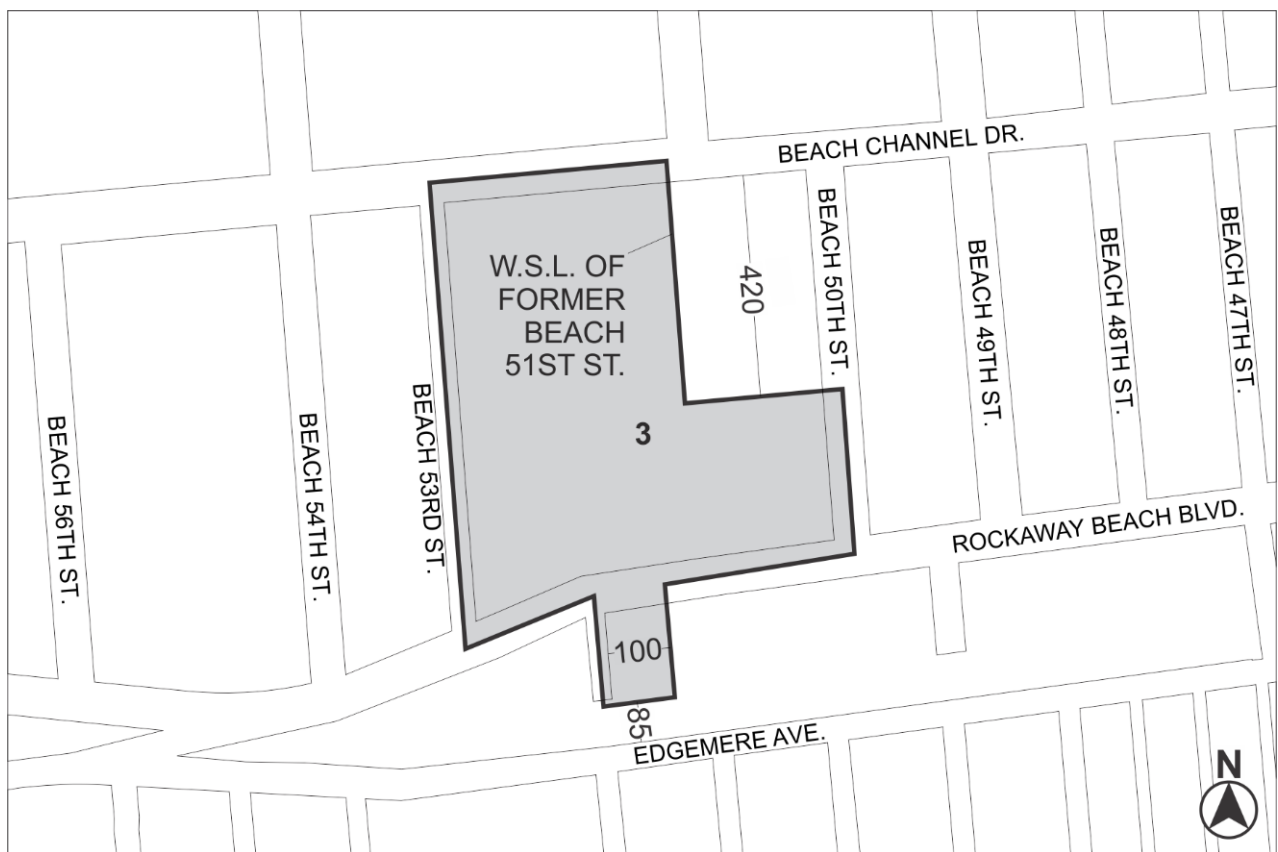 BEACH CHANNEL DR.
W.S.L. OF
FORMER
BEACH
51ST ST.
420
BEACH 50TH ST.
BEACH 49TH ST.
BEACH 48TH ST.
BEACH 47TH ST.
BEACH 56TH ST.
BEACH 54TH ST.
BEACH 53RD ST.
3
ROCKAWAY BEACH BLVD.
100
85
EDGEMERE AVE.
N